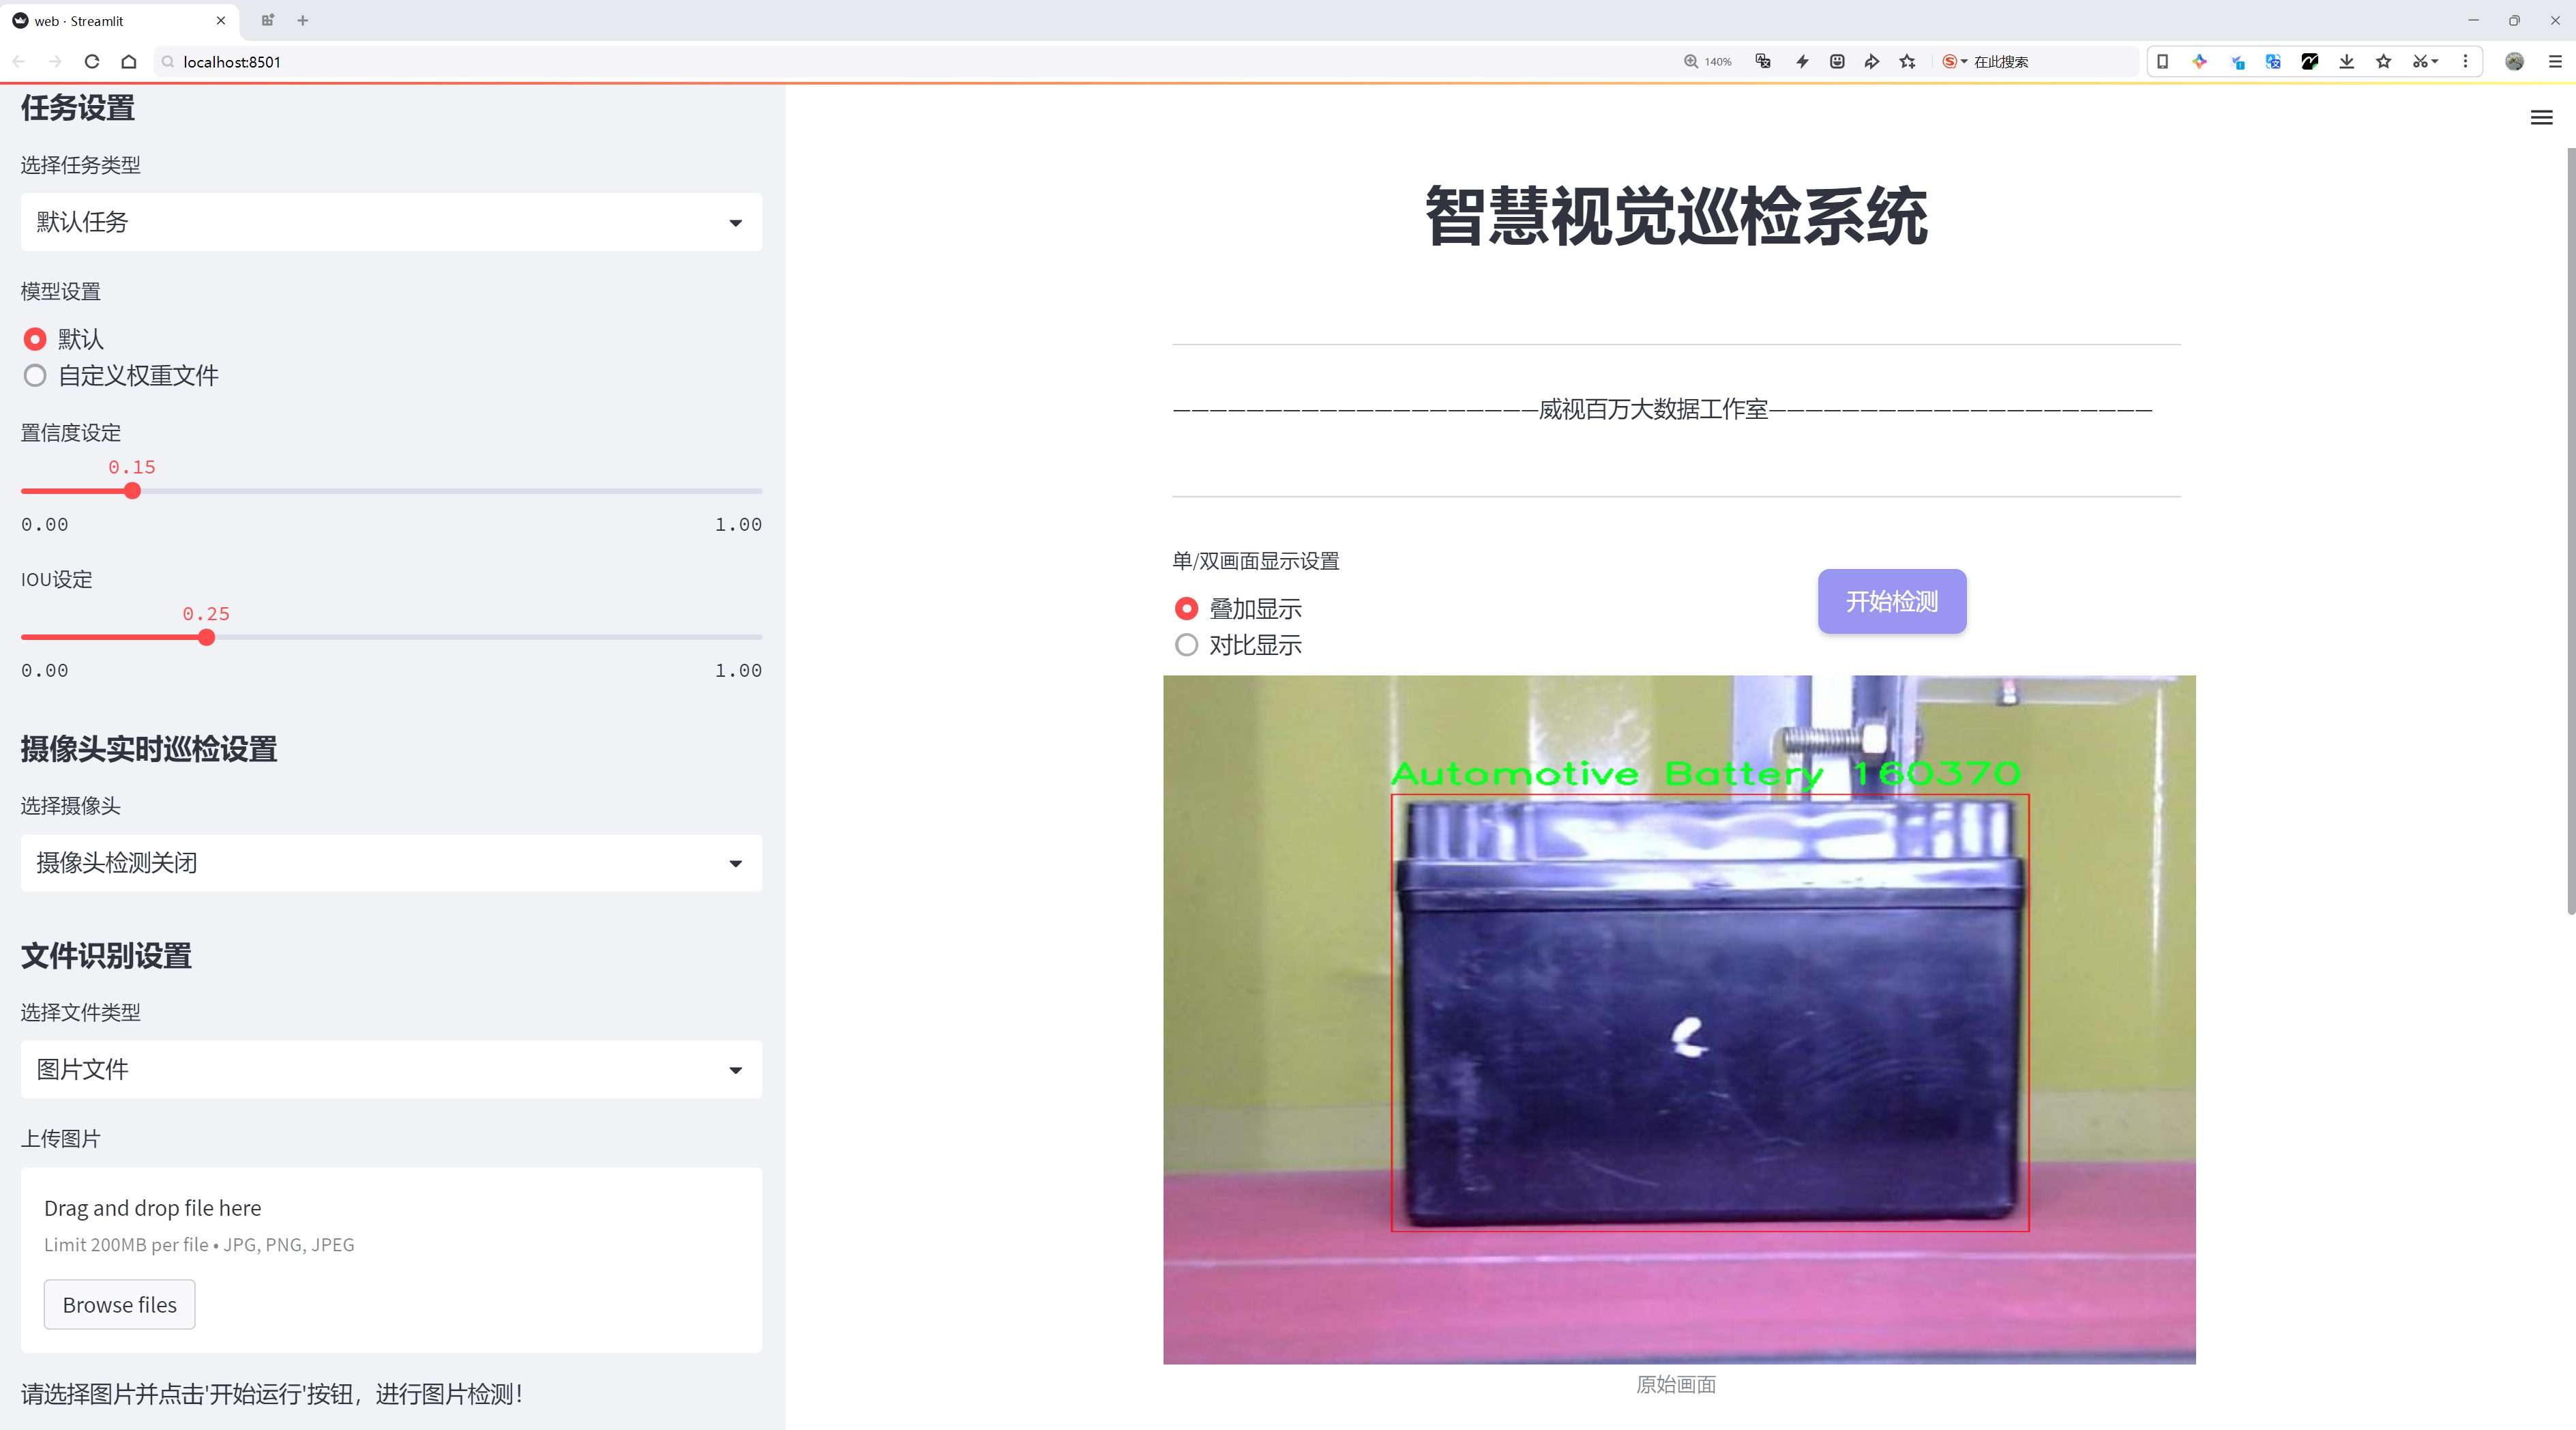 web · Streamlit
localhost:8501
140%
在此搜索
任务设置
选择任务类型
默认任务
模型设置
默认
自定义权重文件
置信度设定
0.15
0.00
1.00
IOU设定
0.25
0.00
1.00
摄像头实时巡检设置
选择摄像头
摄像头检测关闭
文件识别设置
选择文件类型
图片文件
上传图片
Drag and drop file here
Limit 200MB per file • JPG, PNG, JPEG
Browse files
请选择图片并点击'开始运行'按钮，进行图片检测！
智慧视觉巡检系统
————————————————————威视百万大数据工作室—————————————————————
单/双画面显示设置
叠加显示
对比显示
开始检测
Automotive Battery 160370
原始画面